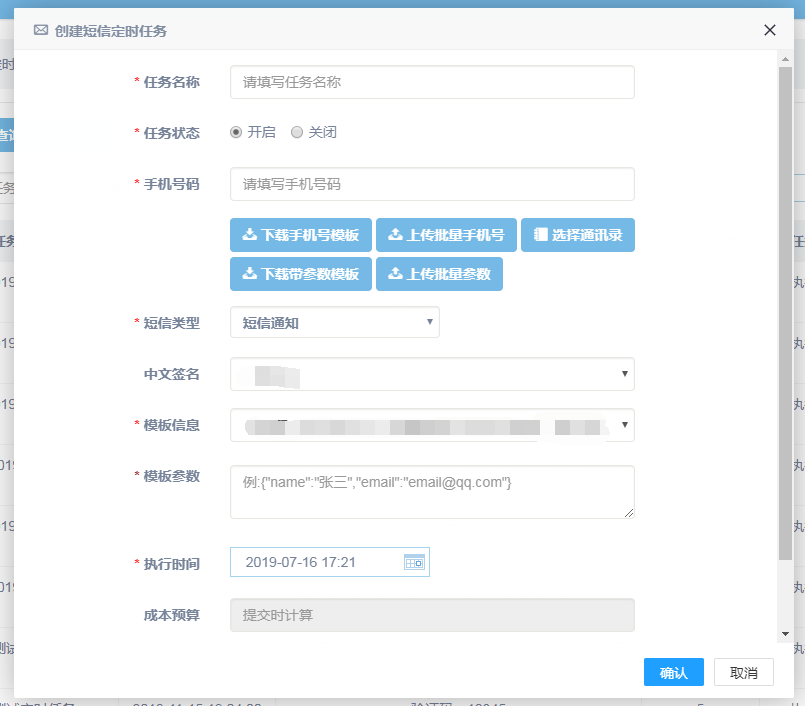 创建短信定时任务
* 任务名称 请填写任务名称
* 任务状态 开启 关闭
* 手机号码 请填写手机号码
下载手机号模板 上传批量手机号 选择通讯录
下载带参数模板 上传批量参数
* 短信类型 短信通知
中文签名
* 模板信息
* 模板参数 例:{"name":"张三","email":"email@qq.com"}
* 执行时间 2019-07-16 17:21
成本预算 提交时计算
确认 取消